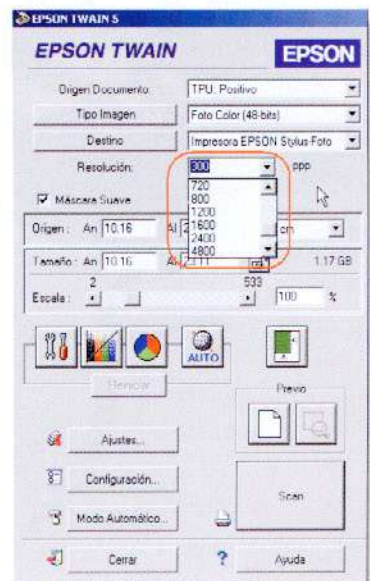 EPSON TWAIN 5
EPSON TWAIN
EPSON
Origen Documento:
TPU: Positivo
Tipo Imagen
Foto Color (48-bits)
Destino
Impresora EPSON Stylus Foto
Resolución:
300
ppp
720
800
1200
1600
2400
4800
Máscara Suave
Origen : An 10.16
Al
cm
Tamaño : An 10.16
1.17 GB
2
533
Escala :
100 %
AUTO
Reiniciar
Previo
Ajustes...
Configuración...
Scan
Modo Automático...
Cerrar
Ayuda